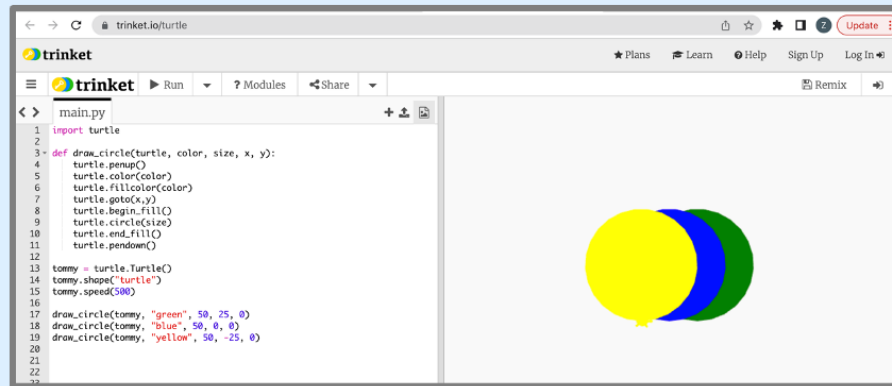 trinket.io/turtle
Z
Update
trinket
Plans
Learn
Help
Sign Up
Log In
trinket
Run
? Modules
Share
Remix
main.py
1 import turtle
2
3 def draw_circle(turtle, color, size, x, y):
4     turtle.penup()
5     turtle.color(color)
6     turtle.fillcolor(color)
7     turtle.goto(x,y)
8     turtle.begin_fill()
9     turtle.circle(size)
10     turtle.end_fill()
11     turtle.pendown()
12
13 tommy = turtle.Turtle()
14 tommy.shape("turtle")
15 tommy.speed(500)
16
17 draw_circle(tommy, "green", 50, 25, 0)
18 draw_circle(tommy, "blue", 50, 0, 0)
19 draw_circle(tommy, "yellow", 50, -25, 0)
20
21
22
23